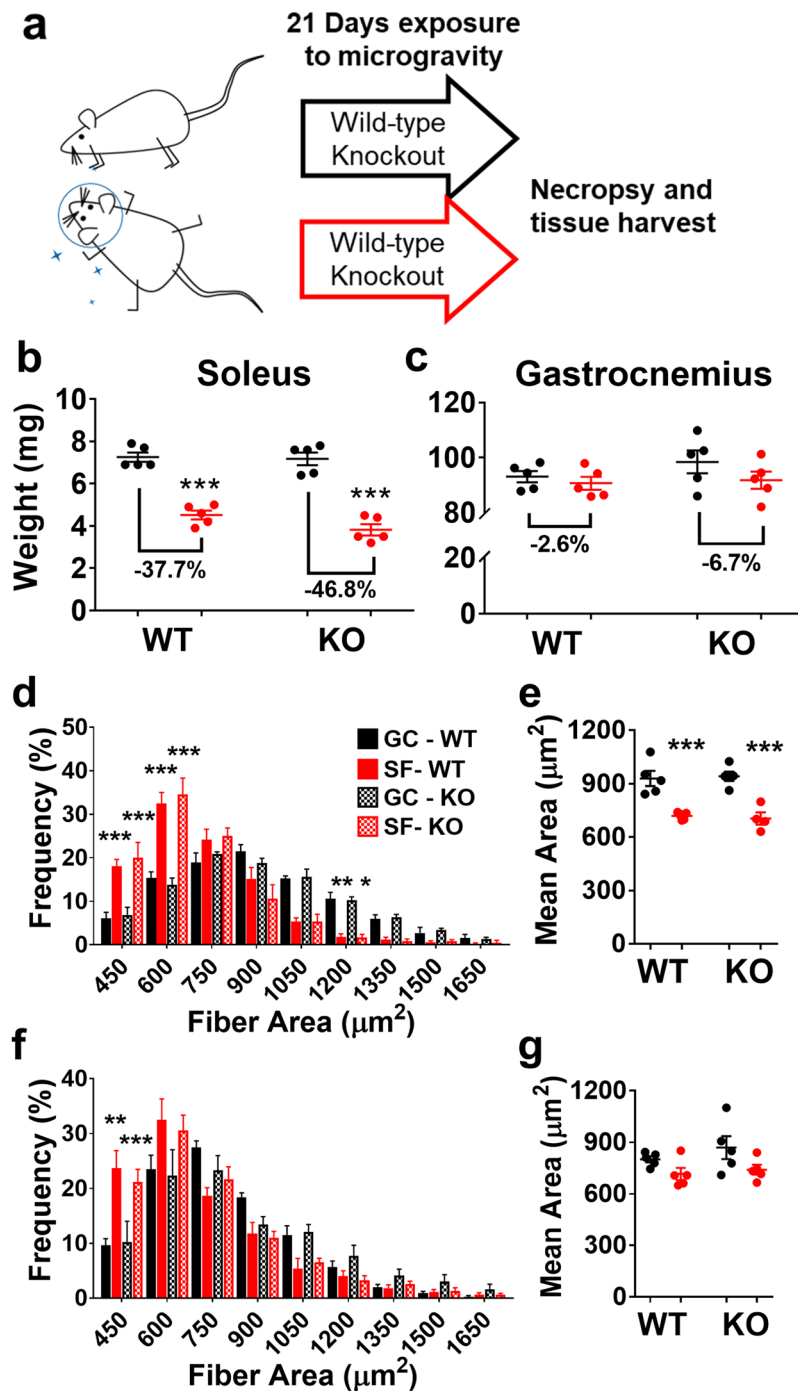 a
21 Days exposure
to microgravity
Wild-type
Knockout
Wild-type
Knockout
Necropsy and
tissue harvest
b
Soleus
Weight (mg)
10
8
6
4
2
0
***
***
-37.7%
-46.8%
WT
KO
c
Gastrocnemius
120
100
80
20
0
-2.6%
-6.7%
WT
KO
d
Frequency (%)
50
40
30
20
10
0
***
***
***
***
** *
GC - WT
SF- WT
GC - KO
SF- KO
450
600
750
900
1050
1200
1350
1500
1650
Fiber Area (μm²)
e
Mean Area (μm²)
1200
900
600
300
0
***
***
WT
KO
f
Frequency (%)
40
30
20
10
0
**
***
450
600
750
900
1050
1200
1350
1500
1650
Fiber Area (μm²)
g
Mean Area (μm²)
1200
900
600
300
0
WT
KO